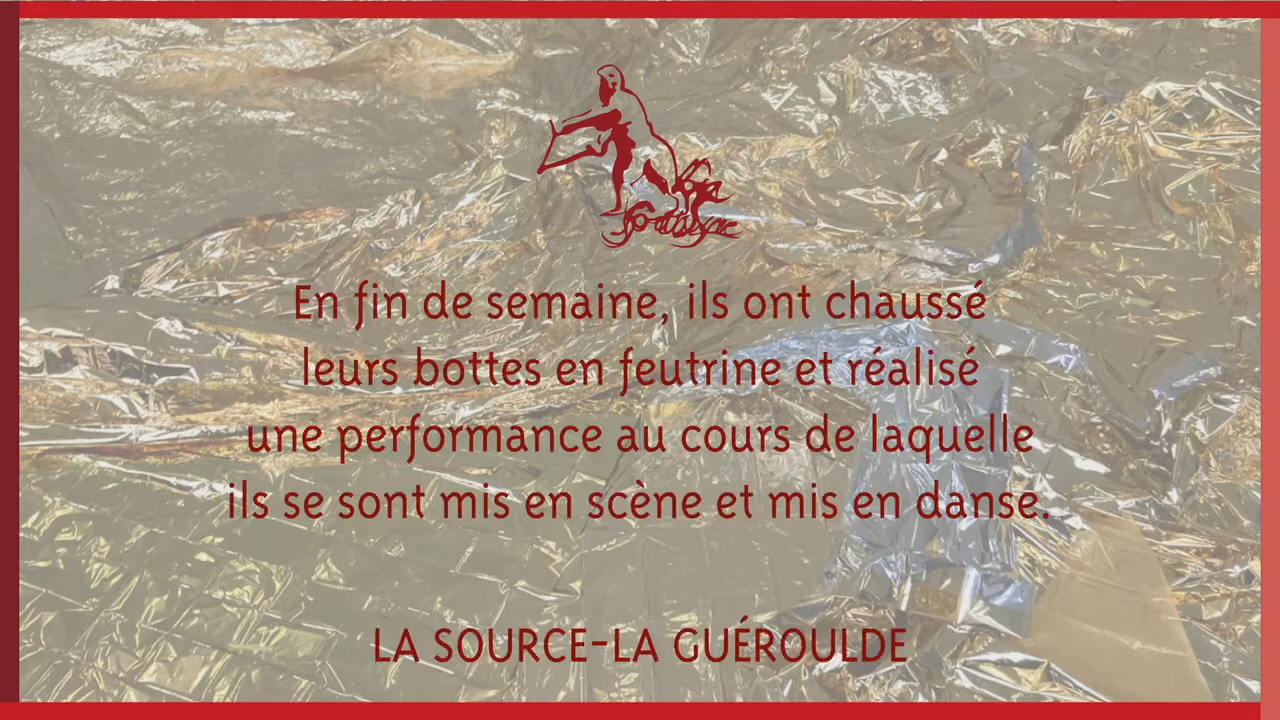 En fin de semaine, ils ont chaussé
leurs bottes en feutrine et réalisé
une performance au cours de laquelle
ils se sont mis en scène et mis en danse.
LA SOURCE-LA GUÉROULDE